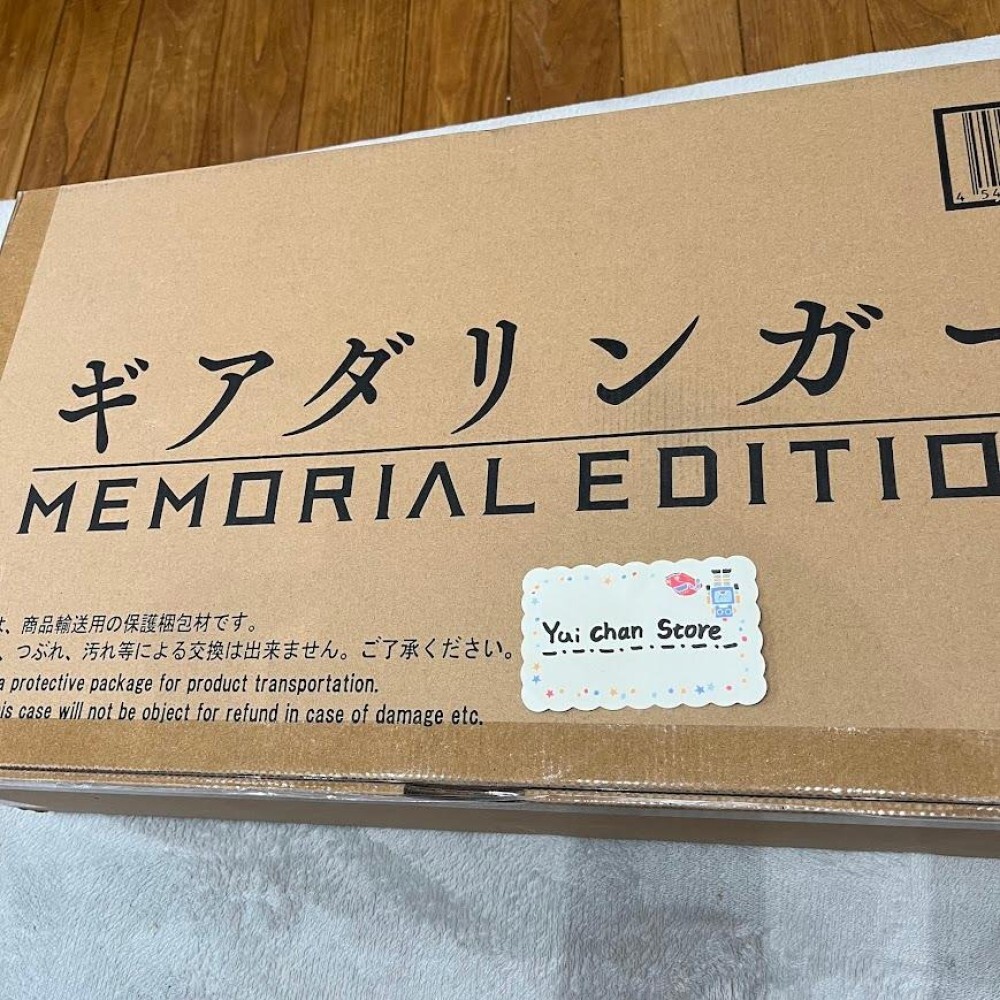 4 54
ギアダリンガー
MEMORIAL EDITIO
は、商品輸送用の保護梱包材です。
、つぶれ、汚れ等による交換は出来ません。ご了承ください。
a protective package for product transportation.
is case will not be object for refund in case of damage etc.
Yui chan Store